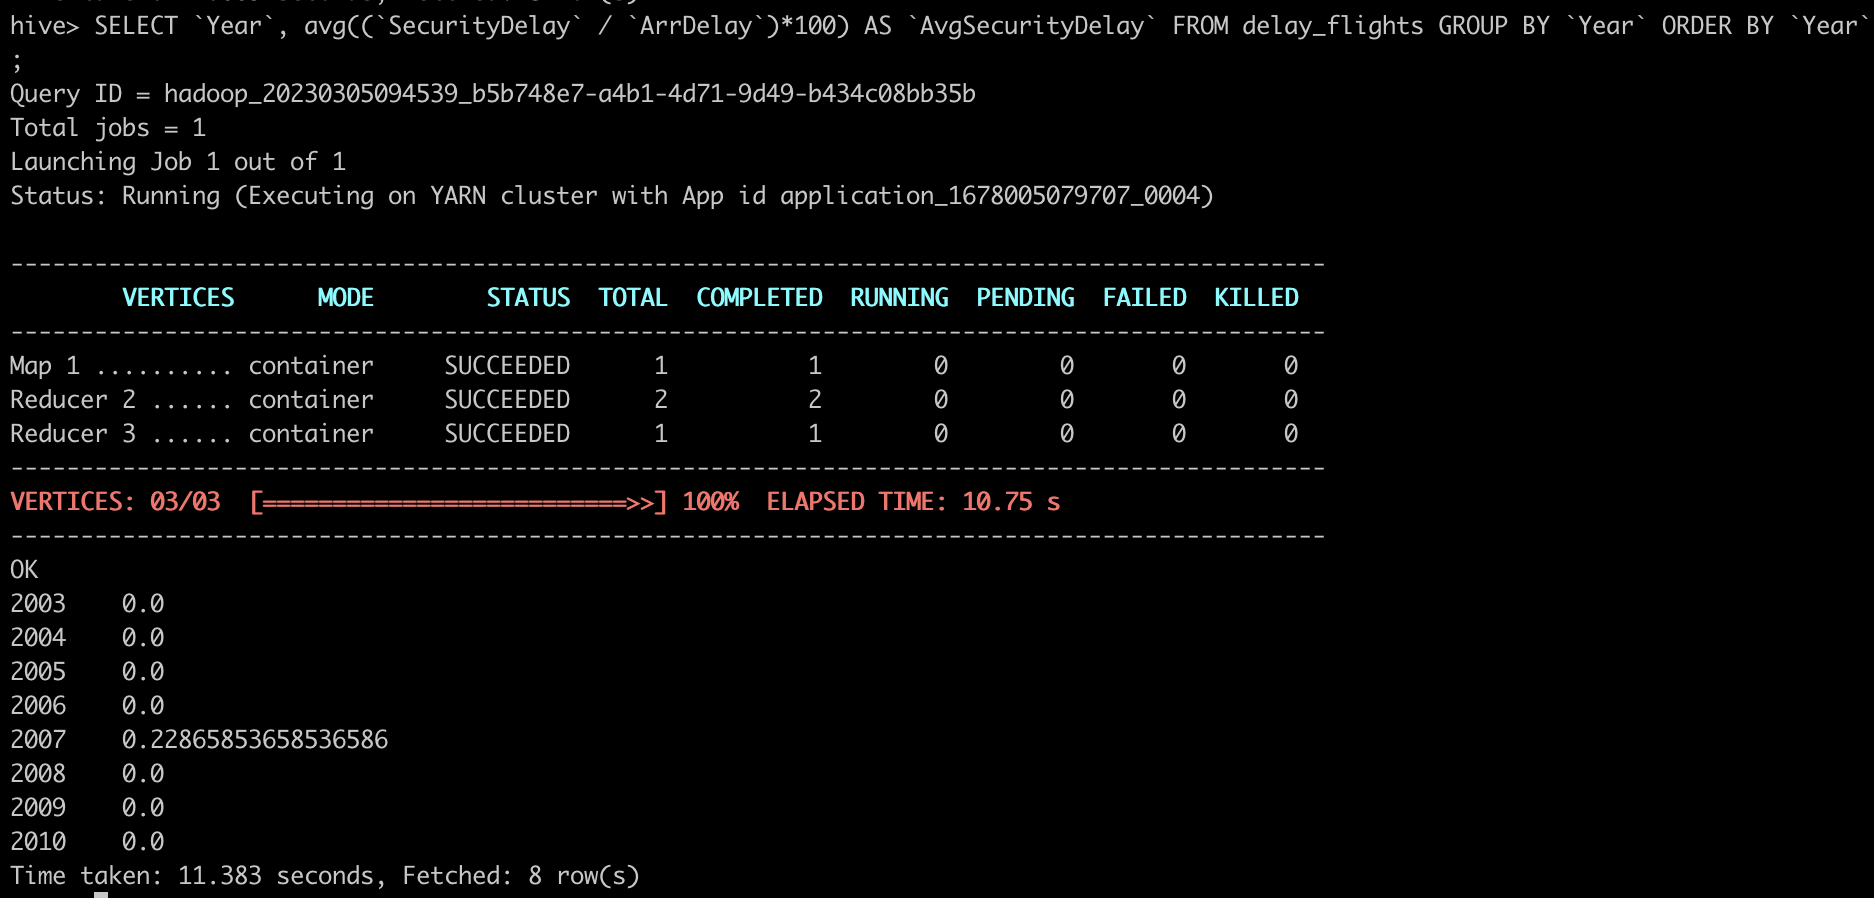 hive> SELECT `Year`, avg((`SecurityDelay` / `ArrDelay`)*100) AS `AvgSecurityDelay` FROM delay_flights GROUP BY `Year` ORDER BY `Year`
;
Query ID = hadoop_20230305094539_b5b748e7-a4b1-4d71-9d49-b434c08bb35b
Total jobs = 1
Launching Job 1 out of 1
Status: Running (Executing on YARN cluster with App id application_1678005079707_0004)

----------------------------------------------------------------------------------------------
        VERTICES      MODE        STATUS  TOTAL  COMPLETED  RUNNING  PENDING  FAILED  KILLED
----------------------------------------------------------------------------------------------
Map 1 .......... container     SUCCEEDED      1          1        0        0       0       0
Reducer 2 ...... container     SUCCEEDED      2          2        0        0       0       0
Reducer 3 ...... container     SUCCEEDED      1          1        0        0       0       0
----------------------------------------------------------------------------------------------
VERTICES: 03/03  [==========================>>] 100%  ELAPSED TIME: 10.75 s
----------------------------------------------------------------------------------------------
OK
2003    0.0
2004    0.0
2005    0.0
2006    0.0
2007    0.22865853658536586
2008    0.0
2009    0.0
2010    0.0
Time taken: 11.383 seconds, Fetched: 8 row(s)